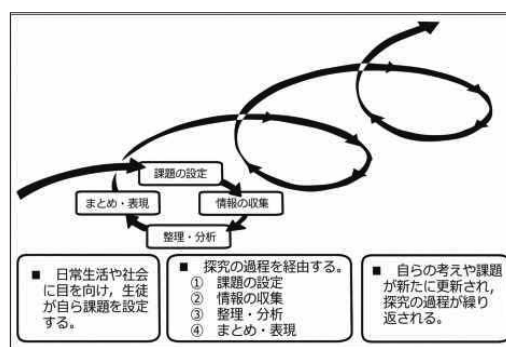 課題の設定
まとめ・表現
情報の収集
整理・分析
■ 日常生活や社会
に目を向け，生徒
が自ら課題を設定
する。
■ 探究の過程を経由する。
① 課題の設定
② 情報の収集
③ 整理・分析
④ まとめ・表現
■ 自らの考えや課題
が新たに更新され，
探究の過程が繰り
返される。